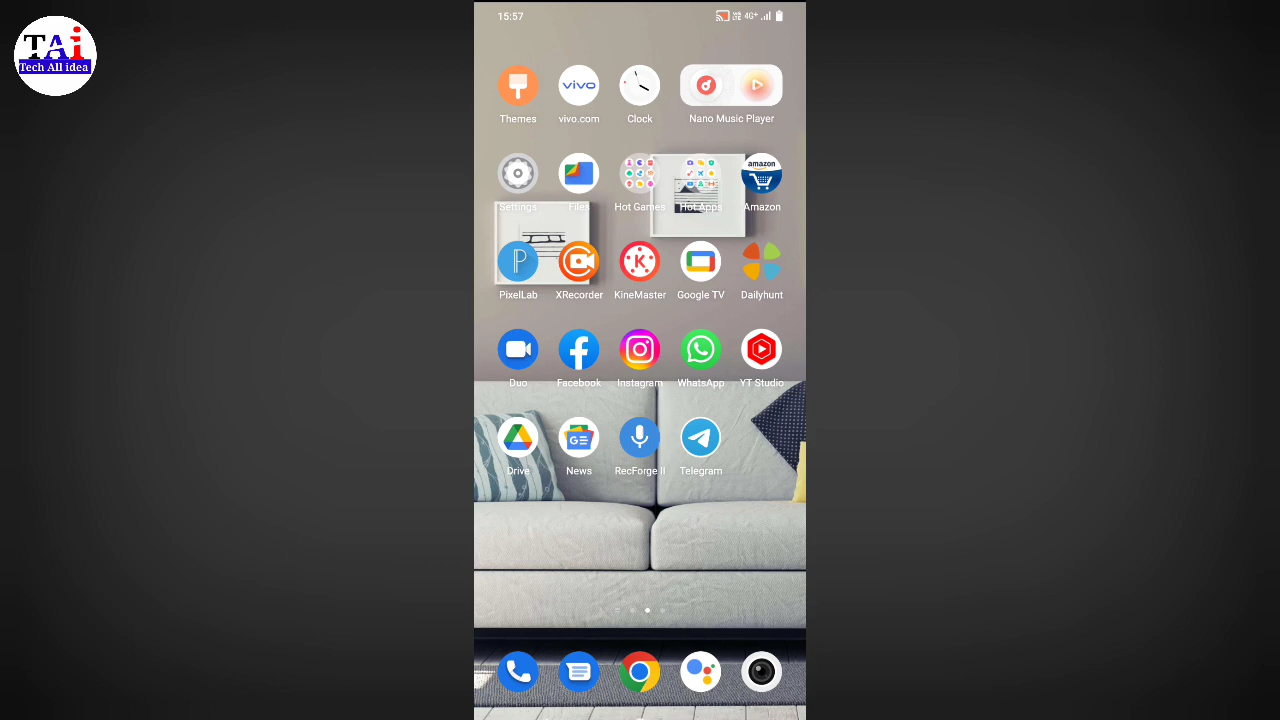 TAi
Tech All idea
15:57
4G+
Themes
vivo
vivo.com
Clock
Nano Music Player
Settings
Files
Hot Games
Hot Apps
amazon
Amazon
PixelLab
XRecorder
KineMaster
Google TV
Dailyhunt
Duo
Facebook
Instagram
WhatsApp
YT Studio
Drive
News
RecForge II
Telegram